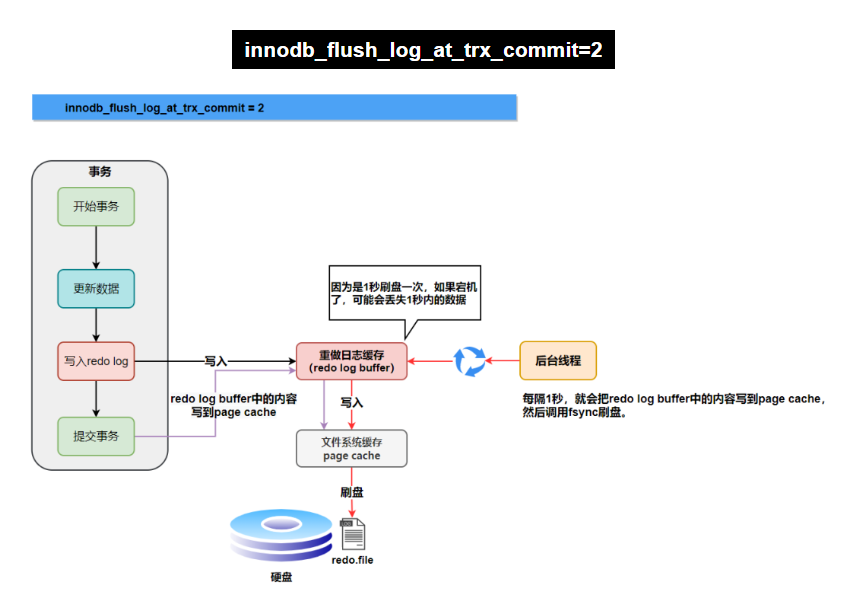 innodb_flush_log_at_trx_commit=2
innodb_flush_log_at_trx_commit = 2
事务
开始事务
更新数据
写入redo log
提交事务
写入
redo log buffer中的内容
写到page cache
因为是1秒刷盘一次，如果宕机
了，可能会丢失1秒内的数据
重做日志缓存
(redo log buffer)
后台线程
每隔1秒，就会把redo log buffer中的内容写到page cache，
然后调用fsync刷盘。
写入
文件系统缓存
page cache
刷盘
LOG
redo.file
硬盘